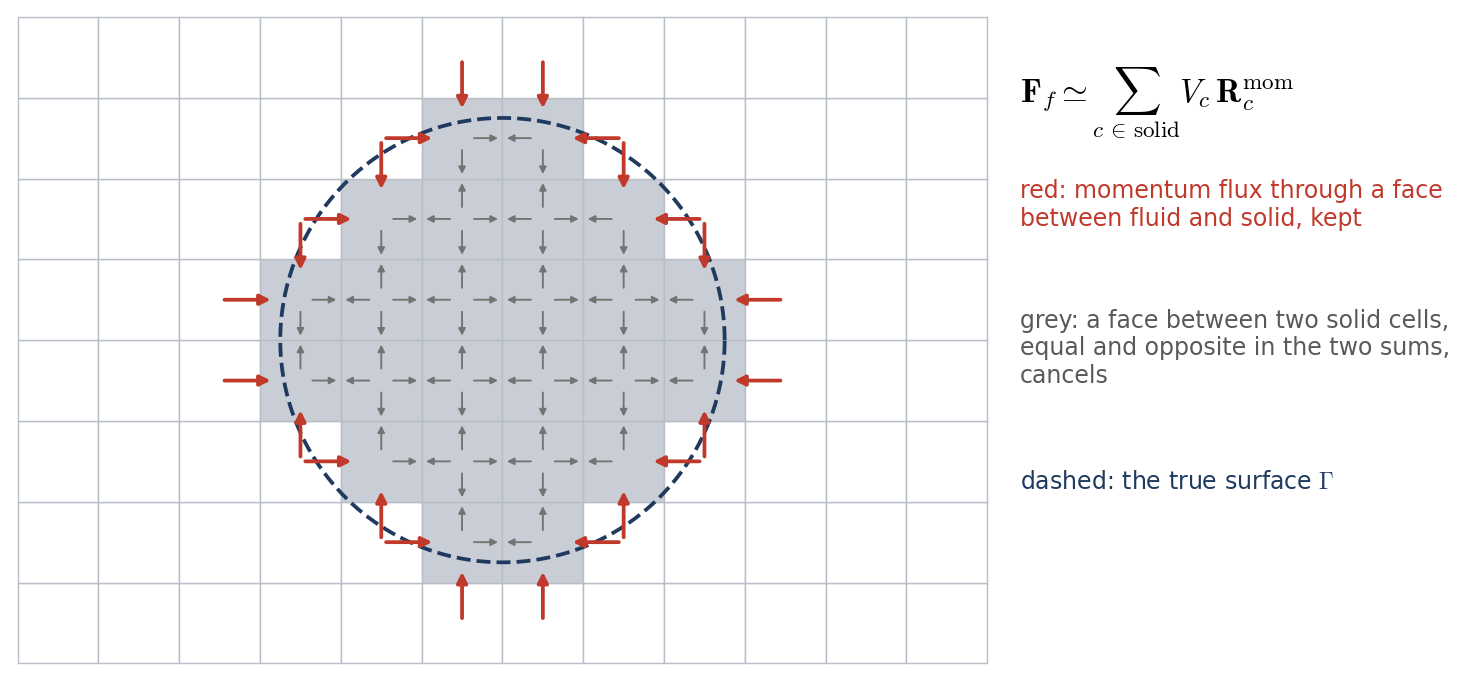 F_f ≃ ∑_{c ∈ solid} V_c R_c^{mom}
red: momentum flux through a face
between fluid and solid, kept
grey: a face between two solid cells,
equal and opposite in the two sums,
cancels
dashed: the true surface Γ